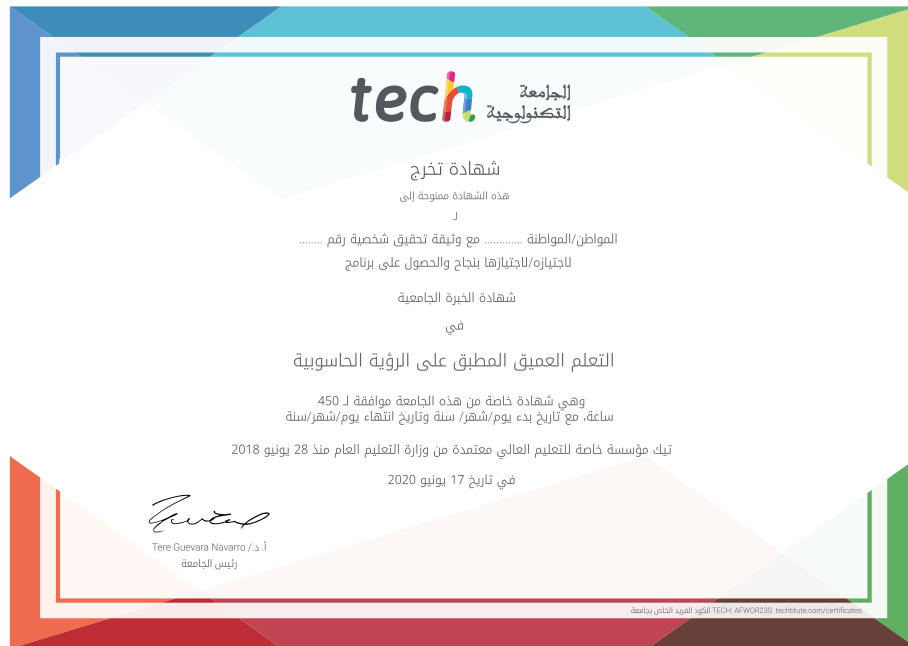 tech الجامعة
التكنولوجية
شهادة تخرج
هذه الشهادة ممنوحة إلى
لـ
المواطن/المواطنة ............ مع وثيقة تحقيق شخصية رقم ........
لاجتيازه/لاجتيازها بنجاح والحصول على برنامج
شهادة الخبرة الجامعية
في
التعلم العميق المطبق على الرؤية الحاسوبية
وهي شهادة خاصة من هذه الجامعة موافقة لـ 450
ساعة، مع تاريخ بدء يوم/شهر/ سنة وتاريخ انتهاء يوم/شهر/سنة
تيك مؤسسة خاصة للتعليم العالي معتمدة من وزارة التعليم العام منذ 28 يونيو 2018
في تاريخ 17 يونيو 2020
أ.د./ Tere Guevara Navarro
رئيس الجامعة
الكود الفريد الخاص بجامعة TECH: AFWOR23S techtitute.com/certificates